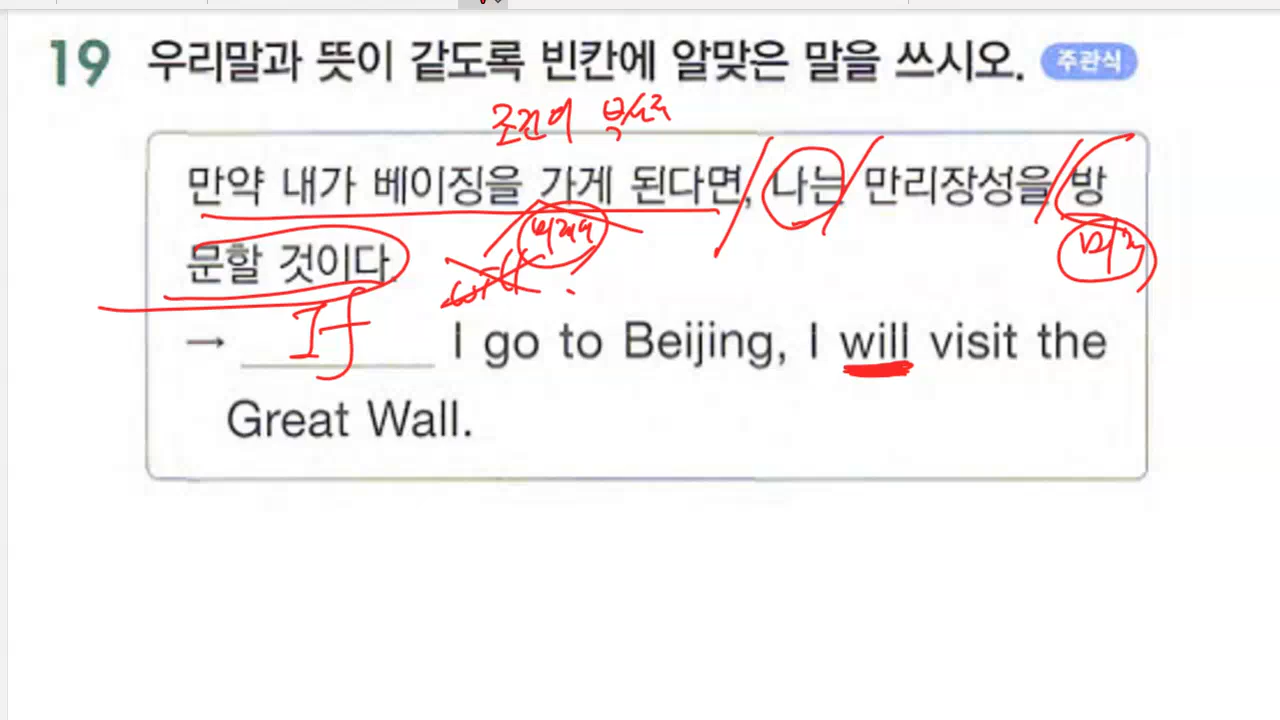 19 우리말과 뜻이 같도록 빈칸에 알맞은 말을 쓰시오. 주관식
조건의 부사절
만약 내가 베이징을 가게 된다면, 나는 만리장성을 방
문할 것이다.
미래
will
→ If I go to Beijing, I will visit the
Great Wall.